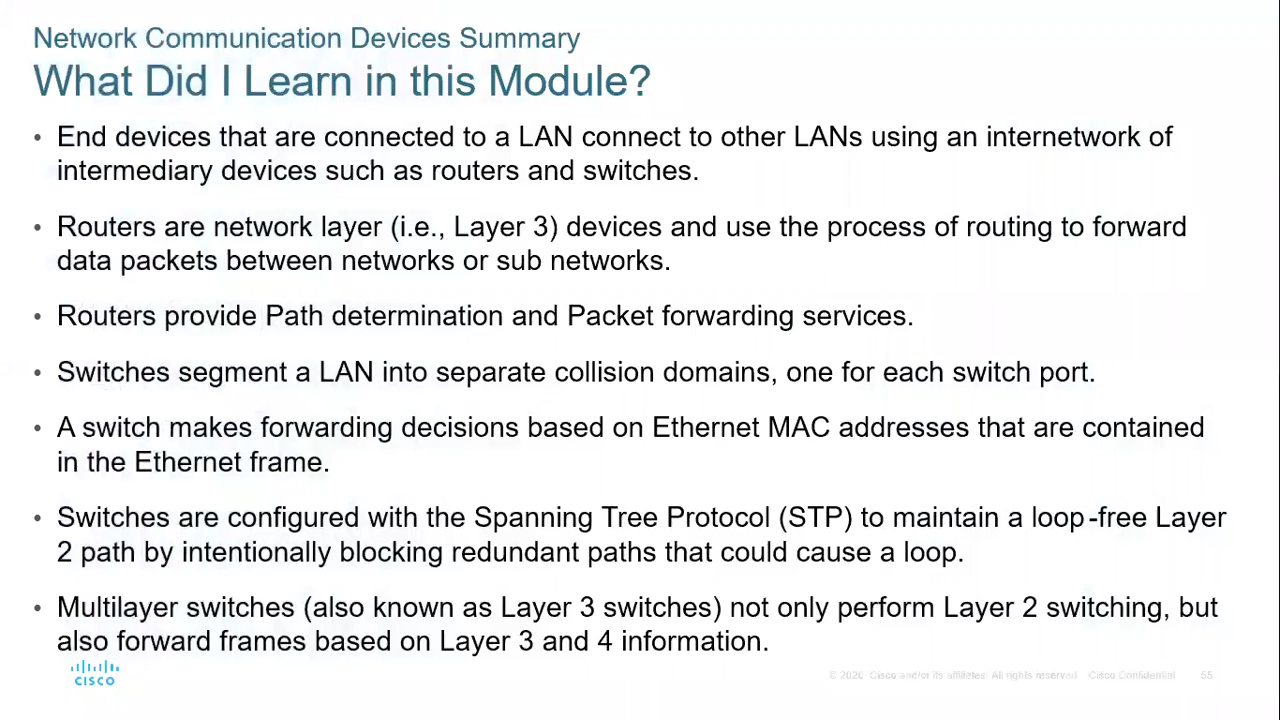 Network Communication Devices Summary
What Did I Learn in this Module?
• End devices that are connected to a LAN connect to other LANs using an internetwork of
intermediary devices such as routers and switches.
• Routers are network layer (i.e., Layer 3) devices and use the process of routing to forward
data packets between networks or sub networks.
• Routers provide Path determination and Packet forwarding services.
• Switches segment a LAN into separate collision domains, one for each switch port.
• A switch makes forwarding decisions based on Ethernet MAC addresses that are contained
in the Ethernet frame.
• Switches are configured with the Spanning Tree Protocol (STP) to maintain a loop-free Layer
2 path by intentionally blocking redundant paths that could cause a loop.
• Multilayer switches (also known as Layer 3 switches) not only perform Layer 2 switching, but
also forward frames based on Layer 3 and 4 information.
CISCO
© 2020 Cisco and/or its affiliates. All rights reserved. Cisco Confidential 55